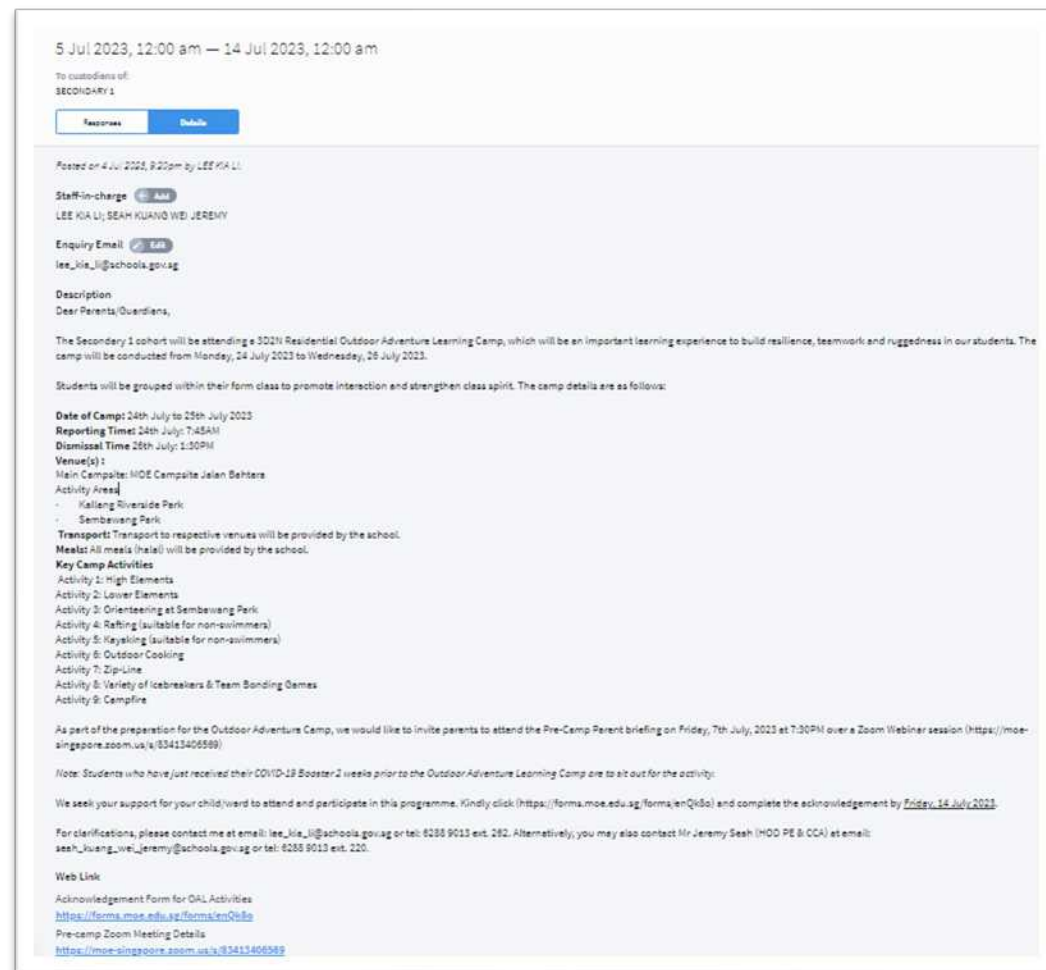 5 Jul 2023, 12:00 am — 14 Jul 2023, 12:00 am
To custodians of:
SECONDARY 1
Responses Details
Posted on 4 Jul 2023, 9:20pm by LEE KIA LI.
Staff-in-charge + Add
LEE KIA LI; SEAH KUANG WEI JEREMY
Enquiry Email Edit
lee_kia_li@schools.gov.sg
Description
Dear Parents/Guardians,
The Secondary 1 cohort will be attending a 3D2N Residential Outdoor Adventure Learning Camp, which will be an important learning experience to build resilience, teamwork and ruggedness in our students. The
camp will be conducted from Monday, 24 July 2023 to Wednesday, 26 July 2023.
Students will be grouped within their form class to promote interaction and strengthen class spirit. The camp details are as follows:
Date of Camp: 24th July to 25th July 2023
Reporting Time: 24th July: 7:45AM
Dismissal Time 26th July: 1:30PM
Venue(s) :
Main Campsite: MOE Campsite Jalan Bahtera
Activity Areas
- Kallang Riverside Park
- Sembawang Park
Transport: Transport to respective venues will be provided by the school.
Meals: All meals (halal) will be provided by the school.
Key Camp Activities
Activity 1: High Elements
Activity 2: Lower Elements
Activity 3: Orienteering at Sembawang Park
Activity 4: Rafting (suitable for non-swimmers)
Activity 5: Kayaking (suitable for non-swimmers)
Activity 6: Outdoor Cooking
Activity 7: Zip-Line
Activity 8: Variety of Icebreakers & Team Bonding Games
Activity 9: Campfire
As part of the preparation for the Outdoor Adventure Camp, we would like to invite parents to attend the Pre-Camp Parent briefing on Friday, 7th July, 2023 at 7:30PM over a Zoom Webinar session (https://moe-
singapore.zoom.us/s/83413406569)
Note: Students who have just received their COVID-19 Booster 2 weeks prior to the Outdoor Adventure Learning Camp are to sit out for the activity.
We seek your support for your child/ward to attend and participate in this programme. Kindly click (https://forms.moe.edu.sg/forms/enQk8o) and complete the acknowledgement by Friday, 14 July 2023.
For clarifications, please contact me at email: lee_kia_li@schools.gov.sg or tel: 6288 9013 ext. 262. Alternatively, you may also contact Mr Jeremy Seah (HOD PE & CCA) at email:
seah_kuang_wei_jeremy@schools.gov.sg or tel: 6288 9013 ext. 220.
Web Link
Acknowledgement Form for OAL Activities
https://forms.moe.edu.sg/forms/enQk8o
Pre-camp Zoom Meeting Details
https://moe-singapore.zoom.us/s/83413406569